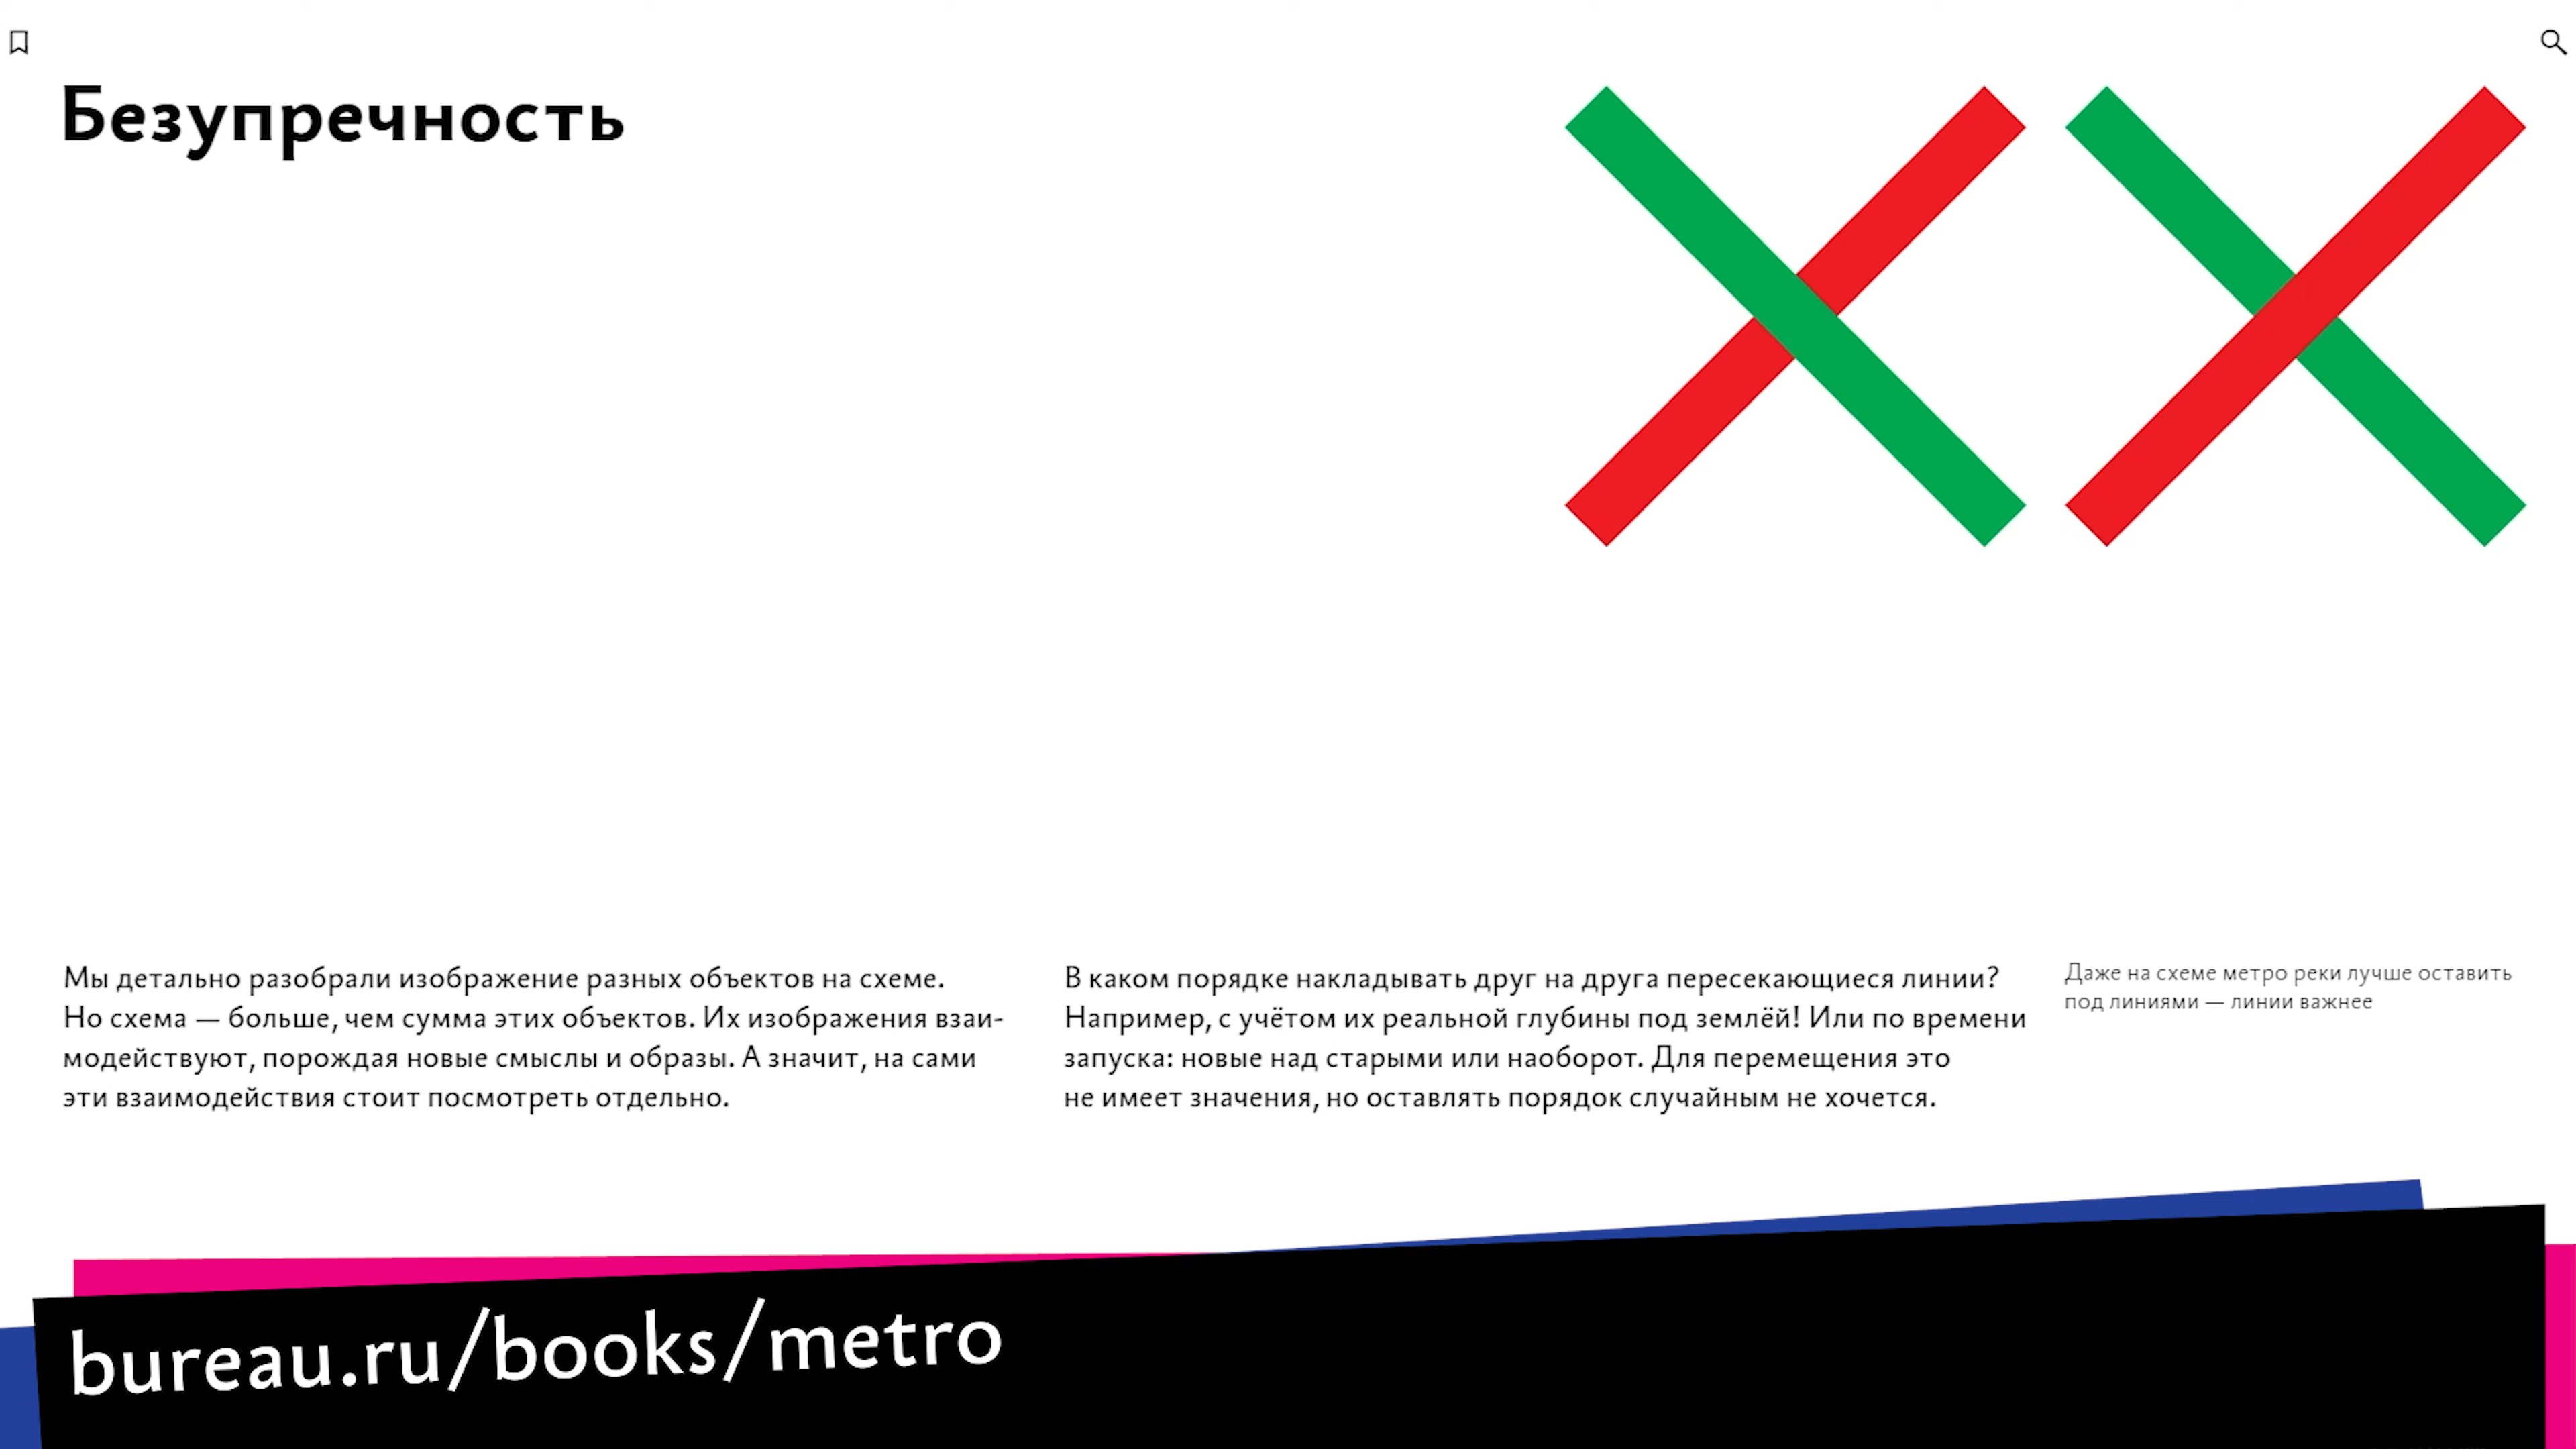 Безупречность
Мы детально разобрали изображение разных объектов на схеме.
Но схема — больше, чем сумма этих объектов. Их изображения взаи-
модействуют, порождая новые смыслы и образы. А значит, на сами
эти взаимодействия стоит посмотреть отдельно.
В каком порядке накладывать друг на друга пересекающиеся линии?
Например, с учётом их реальной глубины под землёй! Или по времени
запуска: новые над старыми или наоборот. Для перемещения это
не имеет значения, но оставлять порядок случайным не хочется.
Даже на схеме метро реки лучше оставить
под линиями — линии важнее
bureau.ru/books/metro